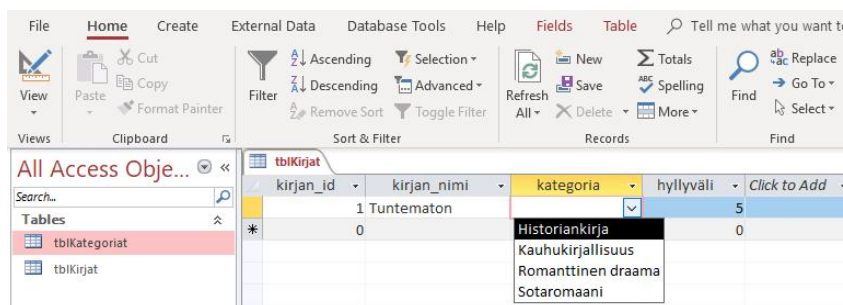 File Home Create External Data Database Tools Help Fields Table Tell me what you want t
View
Views
Paste
Cut
Copy
Format Painter
Clipboard
Filter
Ascending
Descending
Remove Sort
Selection
Advanced
Toggle Filter
Sort & Filter
Refresh
All
New
Save
Delete
Totals
Spelling
More
Records
Find
Replace
Go To
Select
Find
All Access Obje... «
Search...
Tables
tblKategoriat
tblKirjat
tblKirjat
kirjan_id kirjan_nimi kategoria hyllyväli Click to Add
1 Tuntematon 5
* 0 0
Historiankirja
Kauhukirjallisuus
Romanttinen draama
Sotaromaani